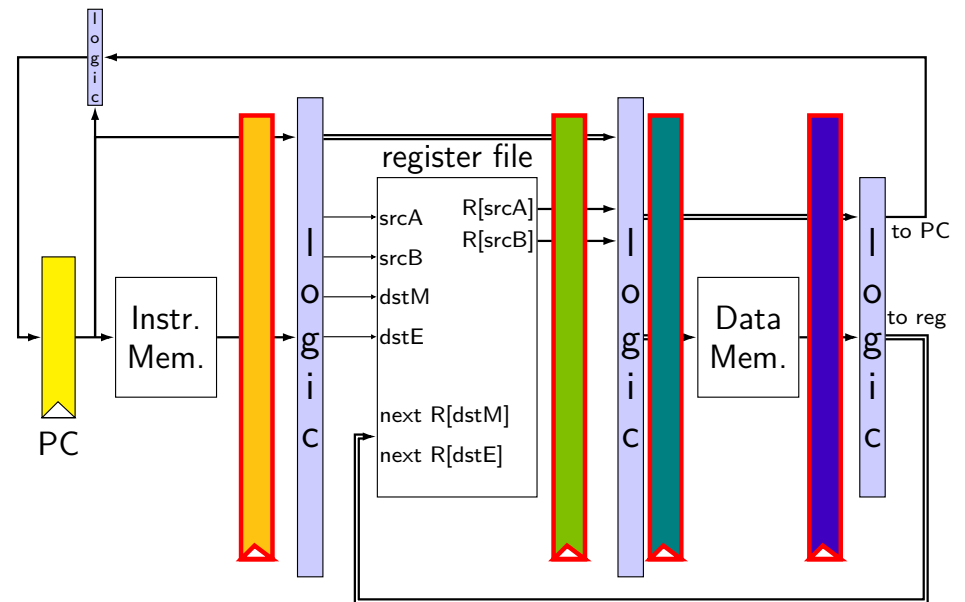 logic
register file
srcA
R[srcA]
srcB
R[srcB]
dstM
dstE
next R[dstM]
next R[dstE]
logic
logic
logic
to PC
to reg
Instr.
Mem.
Data
Mem.
PC